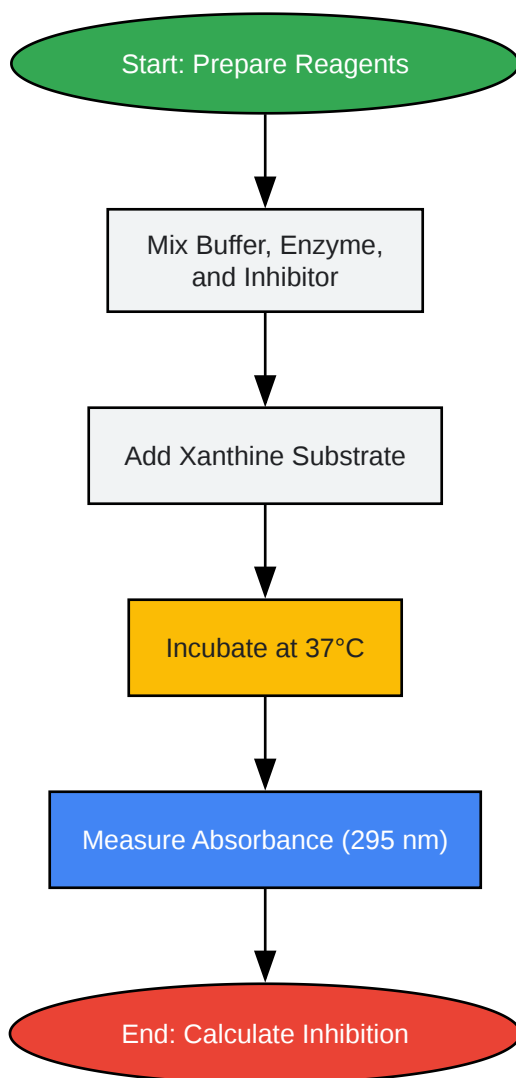 Start: Prepare Reagents
Mix Buffer, Enzyme,
and Inhibitor
Add Xanthine Substrate
Incubate at 37°C
Measure Absorbance (295 nm)
End: Calculate Inhibition